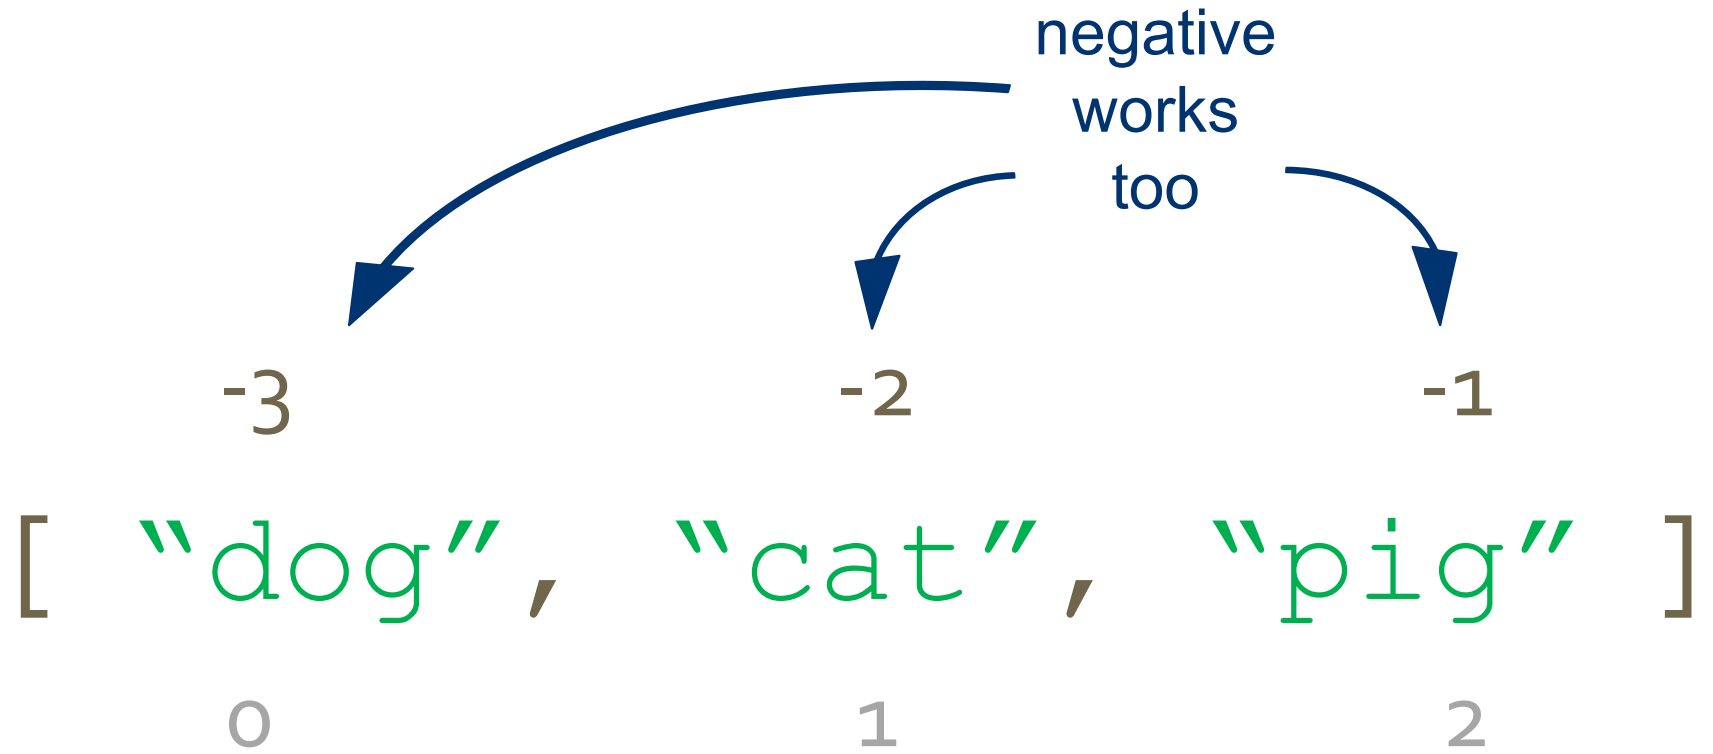 negative
works
too
-3 -2 -1
[ “dog”, “cat”, “pig” ]
0 1 2